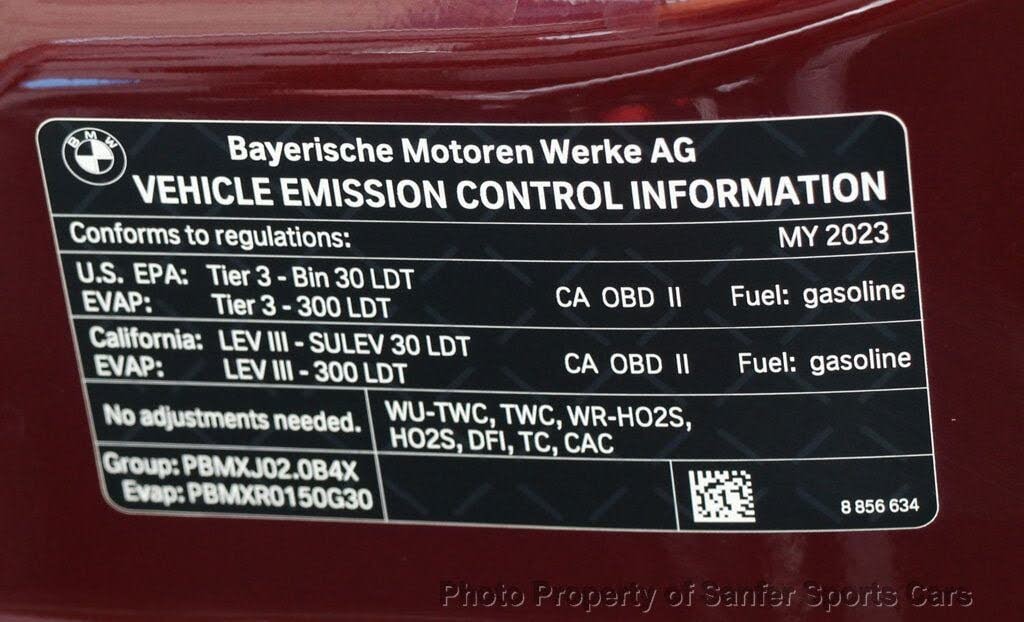 BMW
Bayerische Motoren Werke AG
VEHICLE EMISSION CONTROL INFORMATION
Conforms to regulations: MY 2023
U.S. EPA: Tier 3 - Bin 30 LDT
EVAP: Tier 3 - 300 LDT
CA OBD II Fuel: gasoline
California: LEV III - SULEV 30 LDT
EVAP: LEV III - 300 LDT
CA OBD II Fuel: gasoline
No adjustments needed.
WU-TWC, TWC, WR-HO2S,
HO2S, DFI, TC, CAC
Group: PBMXJ02.0B4X
Evap: PBMXR0150G30
8 856 634
Photo Property of Sanfer Sports Cars